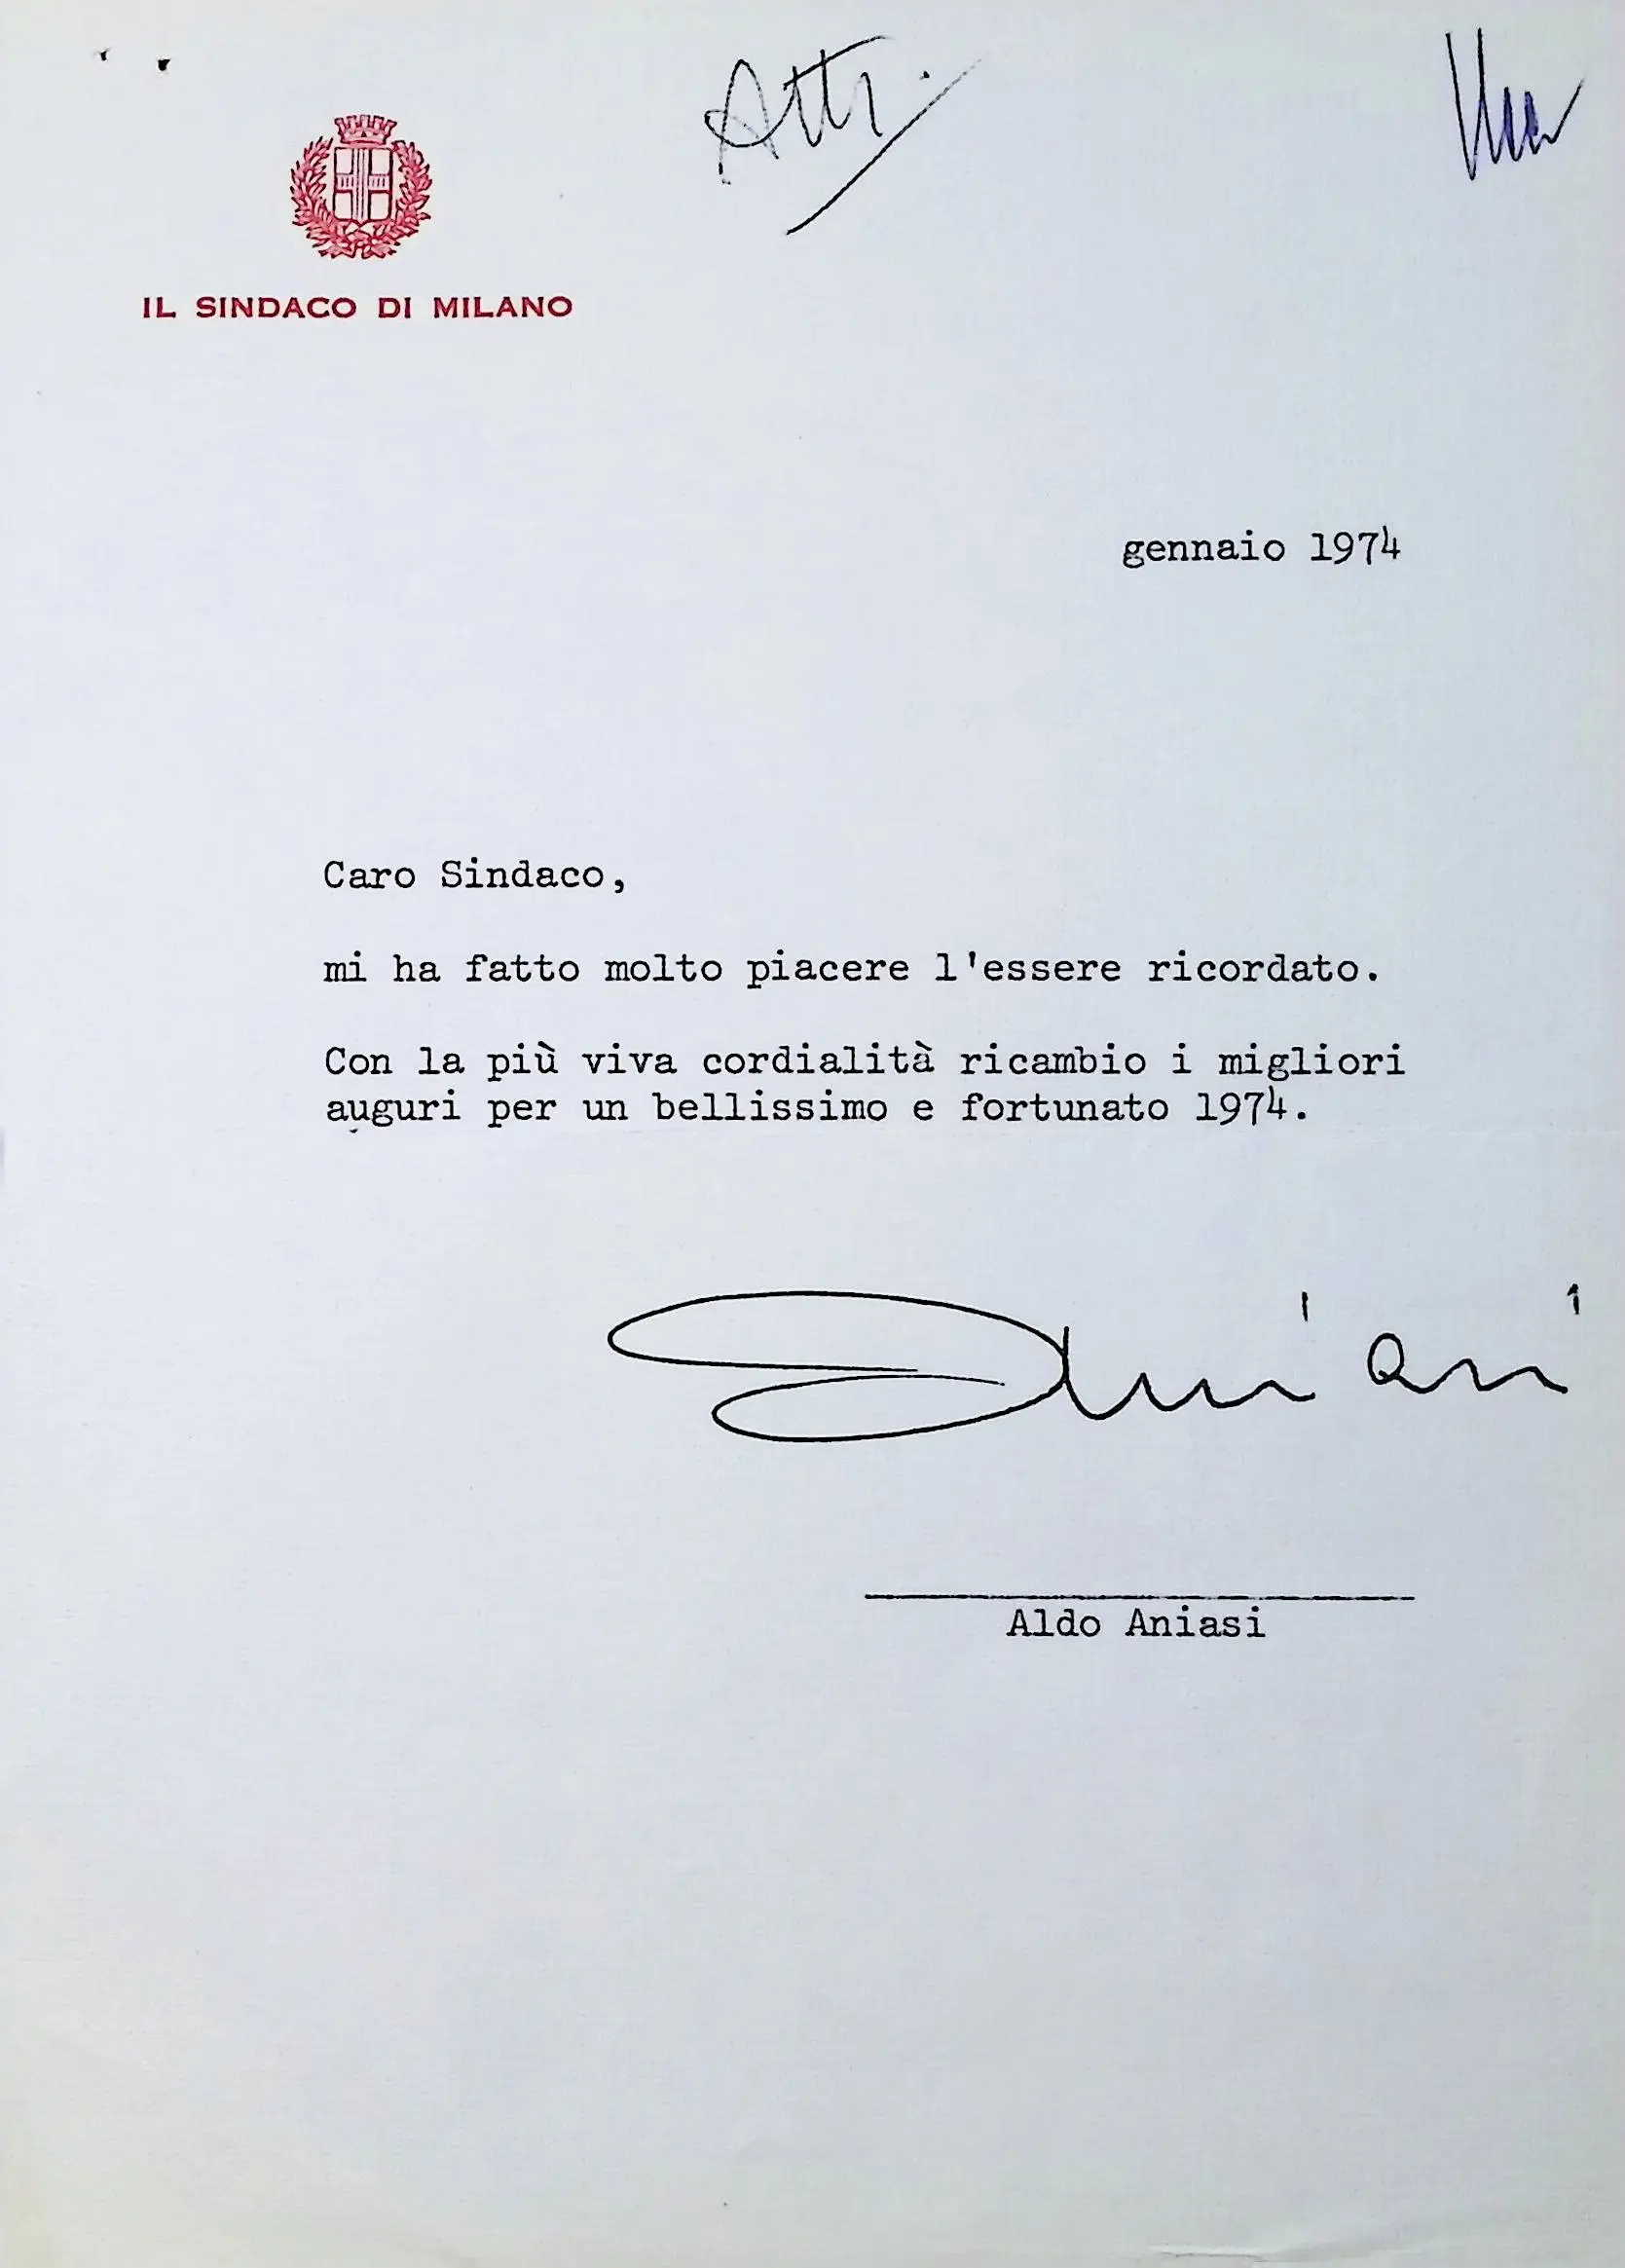 Atti
IL SINDACO DI MILANO
gennaio 1974
Caro Sindaco,
mi ha fatto molto piacere l'essere ricordato.
Con la più viva cordialità ricambio i migliori
auguri per un bellissimo e fortunato 1974.
Aniasi
Aldo Aniasi